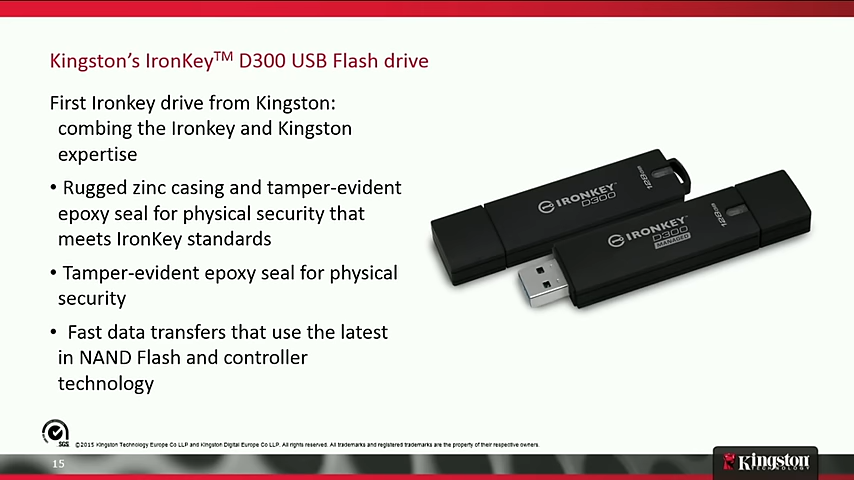 Kingston's IronKey™ D300 USB Flash drive
First Ironkey drive from Kingston:
combing the Ironkey and Kingston
expertise
• Rugged zinc casing and tamper-evident
epoxy seal for physical security that
meets IronKey standards
• Tamper-evident epoxy seal for physical
security
• Fast data transfers that use the latest
in NAND Flash and controller
technology
IRONKEY™
D300
128GB
IRONKEY™
D300
MANAGED
128GB
SGS
©2015 Kingston Technology Europe Co LLP and Kingston Digital Europe Co LLP. All rights reserved. All trademarks and registered trademarks are the property of their respective owners.
15
Kingston
TECHNOLOGY